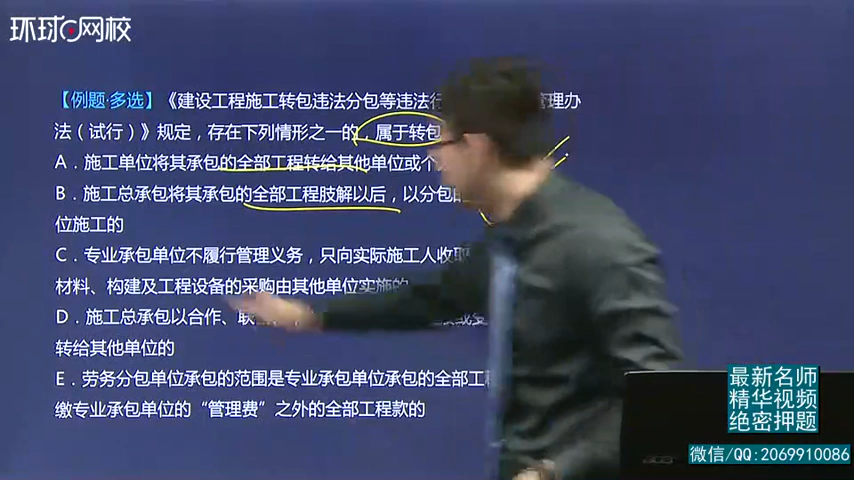 环球网校
【例题·多选】《建设工程施工转包违法分包等违法行 管理办
法（试行）》规定，存在下列情形之一的，属于转包
A．施工单位将其承包的全部工程转给其他单位或个
B．施工总承包将其承包的全部工程肢解以后，以分包的
位施工的
C．专业承包单位不履行管理义务，只向实际施工人收取
材料、构建及工程设备的采购由其他单位实施的
D．施工总承包以合作、联
转给其他单位的
E．劳务分包单位承包的范围是专业承包单位承包的全部工程
缴专业承包单位的“管理费”之外的全部工程款的
最新名师
精华视频
绝密押题
微信/QQ:2069910086
acer